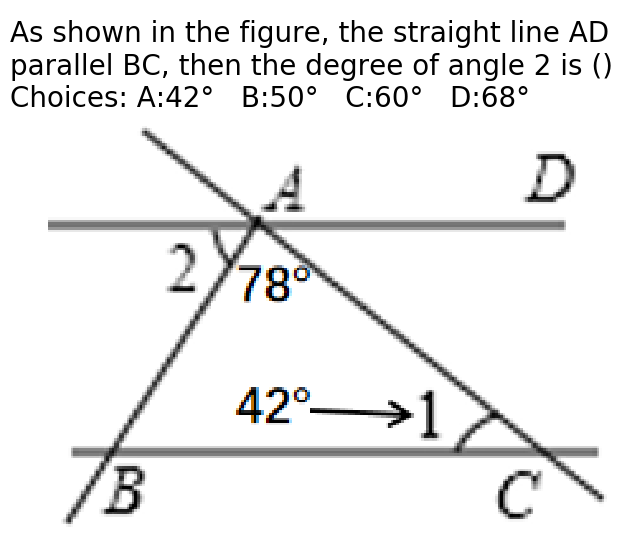 As shown in the figure, the straight line AD
parallel BC, then the degree of angle 2 is ()
Choices: A:42° B:50° C:60° D:68°
A
D
2
78°
42°
1
B
C